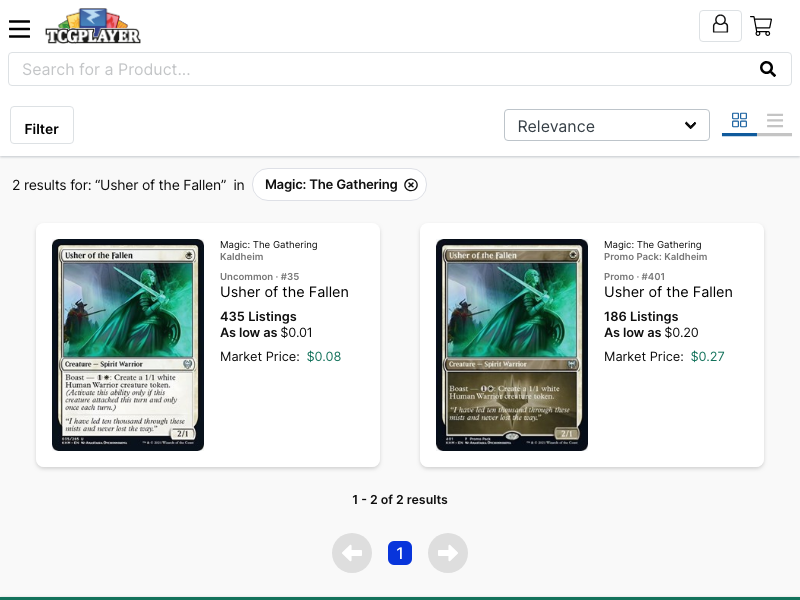 TCGPLAYER
Search for a Product...
Filter
Relevance
2 results for: “Usher of the Fallen” in
Magic: The Gathering
Usher of the Fallen
Creature — Spirit Warrior
Boast — 1: Create a 1/1 white
Human Warrior creature token.
(Activate this ability only if this
creature attacked this turn and only
once each turn.)
"I have led ten thousand through these
mists and never lost the way."
2/1
Magic: The Gathering
Kaldheim
Uncommon · #35
Usher of the Fallen
435 Listings
As low as $0.01
Market Price: $0.08
Usher of the Fallen
Creature — Spirit Warrior
Boast — 1: Create a 1/1 white
Human Warrior creature token.
"I have led ten thousand through these
mists and never lost the way."
2/1
Magic: The Gathering
Promo Pack: Kaldheim
Promo · #401
Usher of the Fallen
186 Listings
As low as $0.20
Market Price: $0.27
1 - 2 of 2 results
1